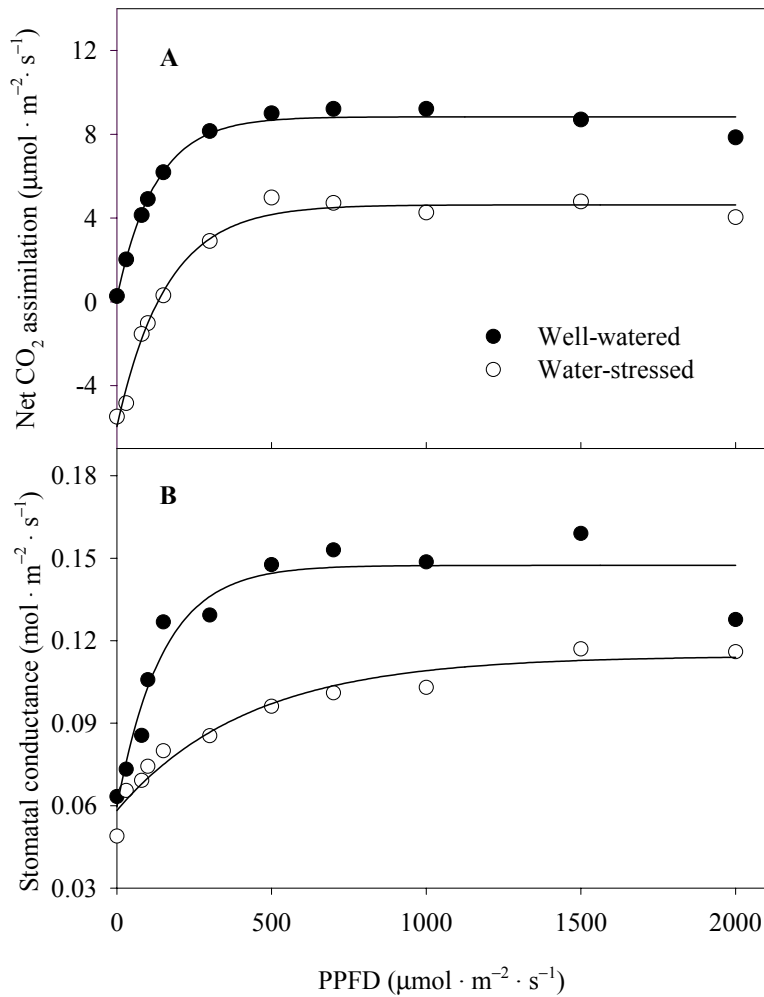 A
Net CO₂ assimilation (μmol · m⁻² · s⁻¹)
12
8
4
0
-4
Well-watered
Water-stressed
B
Stomatal conductance (mol · m⁻² · s⁻¹)
0.18
0.15
0.12
0.09
0.06
0.03
0 500 1000 1500 2000
PPFD (μmol · m⁻² · s⁻¹)